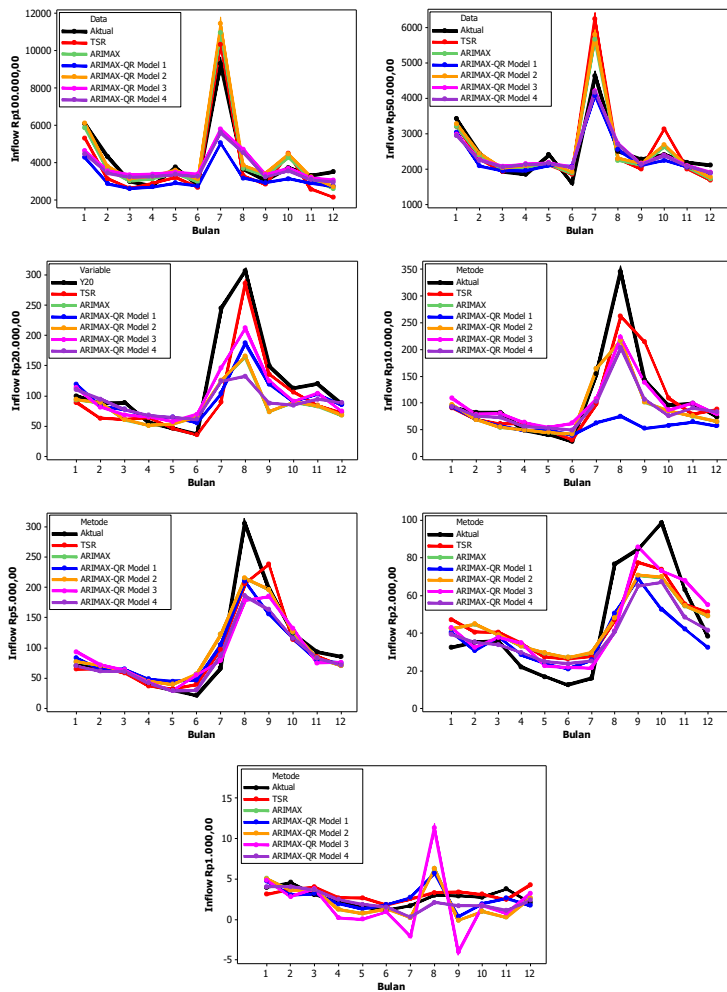 Inflow Rp100.000,00
12000
10000
8000
6000
4000
2000
Data
Aktual
TSR
ARIMAX
ARIMAX-QR Model 1
ARIMAX-QR Model 2
ARIMAX-QR Model 3
ARIMAX-QR Model 4
1 2 3 4 5 6 7 8 9 10 11 12
Bulan
Inflow Rp50.000,00
6000
5000
4000
3000
2000
5000
Data
Aktual
TSR
ARIMAX
ARIMAX-QR Model 1
ARIMAX-QR Model 2
ARIMAX-QR Model 3
ARIMAX-QR Model 4
1 2 3 4 5 6 7 8 9 10 11 12
Bulan
Inflow Rp20.000,00
300
250
200
150
100
50
0
Variable
Y20
TSR
ARIMAX
ARIMAX-QR Model 1
ARIMAX-QR Model 2
ARIMAX-QR Model 3
ARIMAX-QR Model 4
1 2 3 4 5 6 7 8 9 10 11 12
Bulan
Inflow Rp10.000,00
350
300
250
200
150
100
50
0
Metode
Aktual
TSR
ARIMAX
ARIMAX-QR Model 1
ARIMAX-QR Model 2
ARIMAX-QR Model 3
ARIMAX-QR Model 4
1 2 3 4 5 6 7 8 9 10 11 12
Bulan
Inflow Rp5.000,00
300
250
200
150
100
50
0
Metode
Aktual
TSR
ARIMAX
ARIMAX-QR Model 1
ARIMAX-QR Model 2
ARIMAX-QR Model 3
ARIMAX-QR Model 4
1 2 3 4 5 6 7 8 9 10 11 12
Bulan
Inflow Rp2.000,00
100
80
60
40
20
0
Metode
Aktual
TSR
ARIMAX
ARIMAX-QR Model 1
ARIMAX-QR Model 2
ARIMAX-QR Model 3
ARIMAX-QR Model 4
1 2 3 4 5 6 7 8 9 10 11 12
Bulan
Inflow Rp1.000,00
15
10
5
0
-5
Metode
Aktual
TSR
ARIMAX
ARIMAX-QR Model 1
ARIMAX-QR Model 2
ARIMAX-QR Model 3
ARIMAX-QR Model 4
1 2 3 4 5 6 7 8 9 10 11 12
Bulan